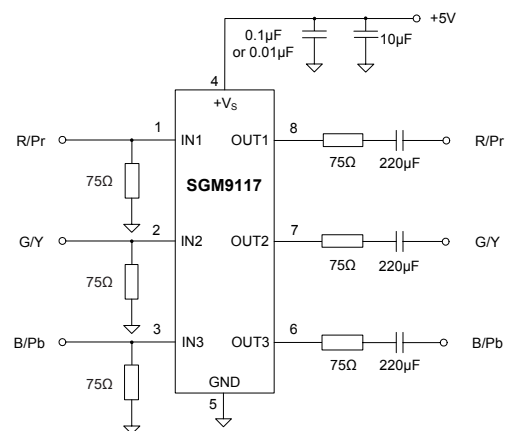 +5V
0.1µF
or 0.01µF
10µF
4
+VS
R/Pr
1
IN1
OUT1
8
R/Pr
75Ω
75Ω
220µF
SGM9117
G/Y
2
IN2
OUT2
7
G/Y
75Ω
75Ω
220µF
B/Pb
3
IN3
OUT3
6
B/Pb
75Ω
75Ω
220µF
GND
5